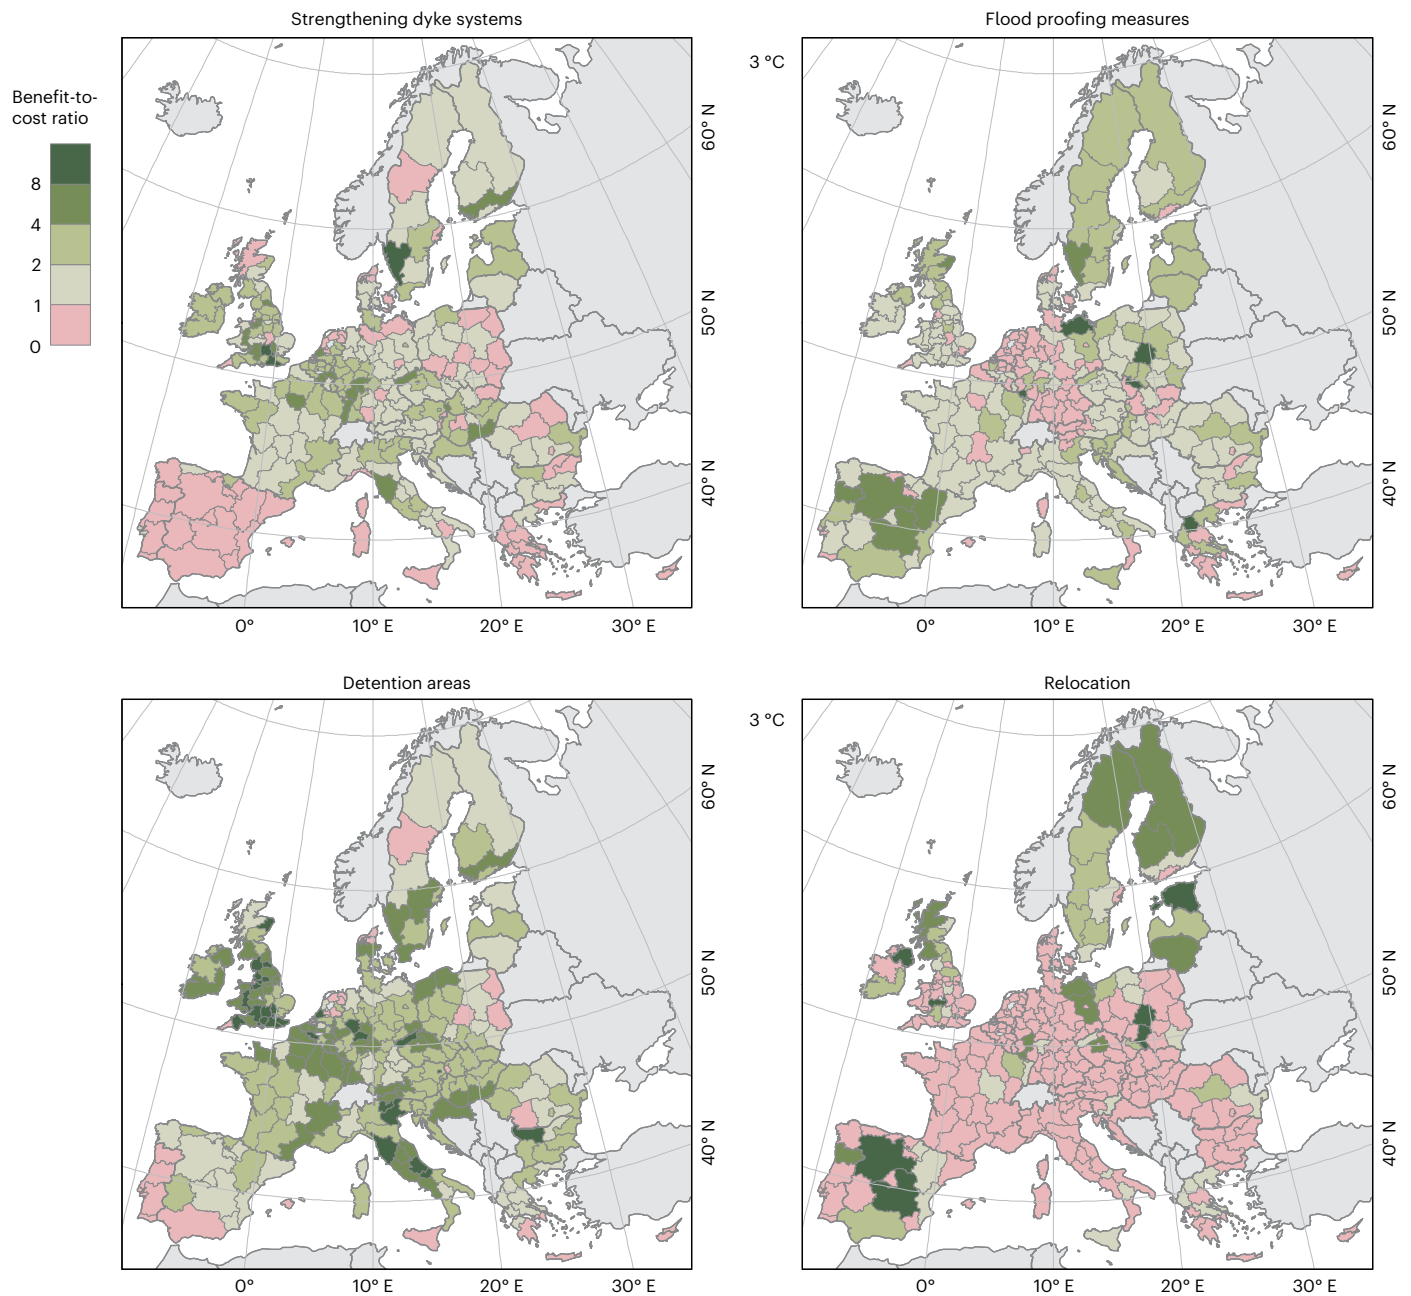 Strengthening dyke systems
Flood proofing measures
3 °C
Benefit-to-
cost ratio
8
4
2
1
0
60° N
50° N
40° N
60° N
50° N
40° N
0°
10° E
20° E
30° E
0°
10° E
20° E
30° E
Detention areas
Relocation
3 °C
60° N
50° N
40° N
60° N
50° N
40° N
0°
10° E
20° E
30° E
0°
10° E
20° E
30° E